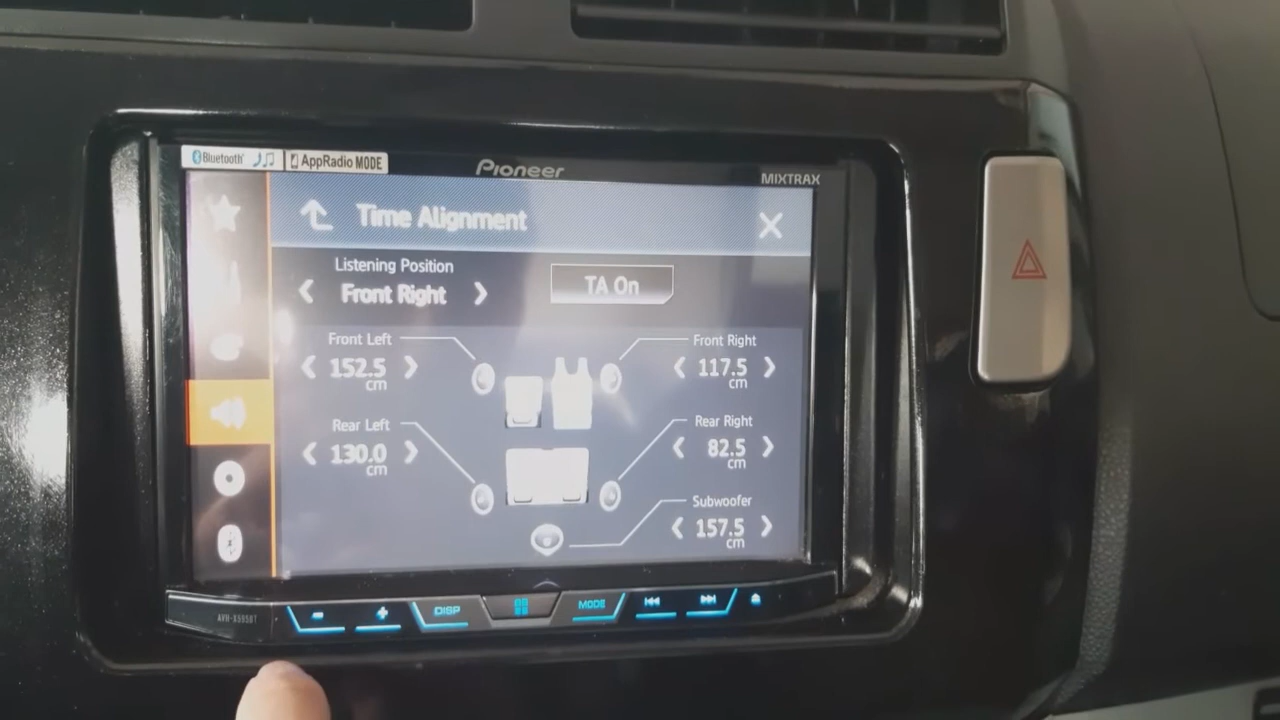 Bluetooth
AppRadio MODE
Pioneer
MIXTRAX
Time Alignment
Listening Position
Front Right
TA On
Front Left
152.5
cm
Front Right
117.5
cm
Rear Left
130.0
cm
Rear Right
82.5
cm
Subwoofer
157.5
cm
DISP
MODE